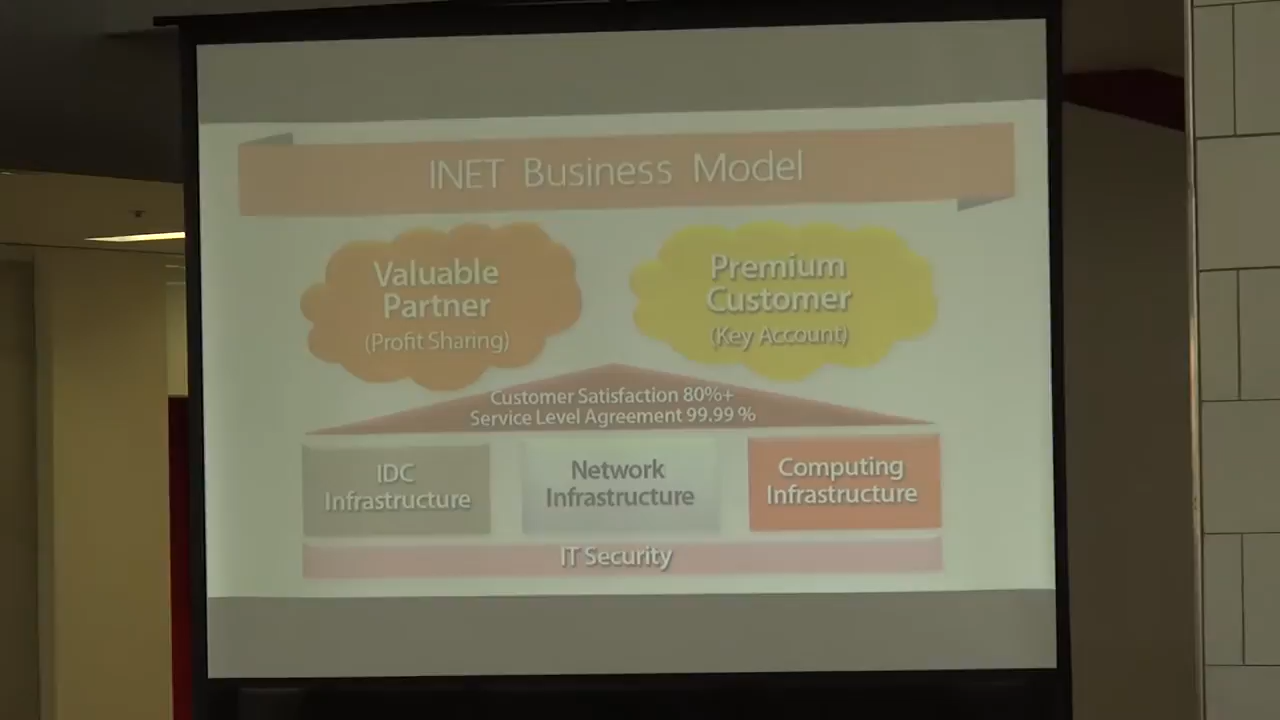 INET Business Model
Valuable
Partner
(Profit Sharing)
Premium
Customer
(Key Account)
Customer Satisfaction 80%+
Service Level Agreement 99.99 %
IDC
Infrastructure
Network
Infrastructure
Computing
Infrastructure
IT Security